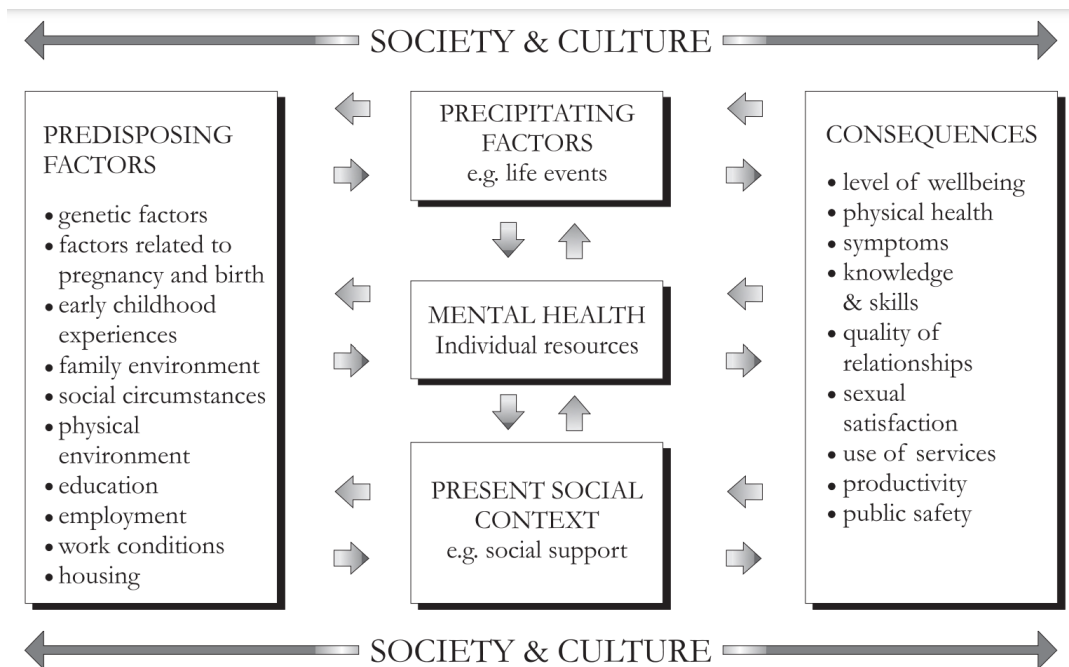 SOCIETY & CULTURE
PREDISPOSING
FACTORS
• genetic factors
• factors related to
pregnancy and birth
• early childhood
experiences
• family environment
• social circumstances
• physical
environment
• education
• employment
• work conditions
• housing
PRECIPITATING
FACTORS
e.g. life events
MENTAL HEALTH
Individual resources
PRESENT SOCIAL
CONTEXT
e.g. social support
CONSEQUENCES
• level of wellbeing
• physical health
• symptoms
• knowledge
& skills
• quality of
relationships
• sexual
satisfaction
• use of services
• productivity
• public safety
SOCIETY & CULTURE